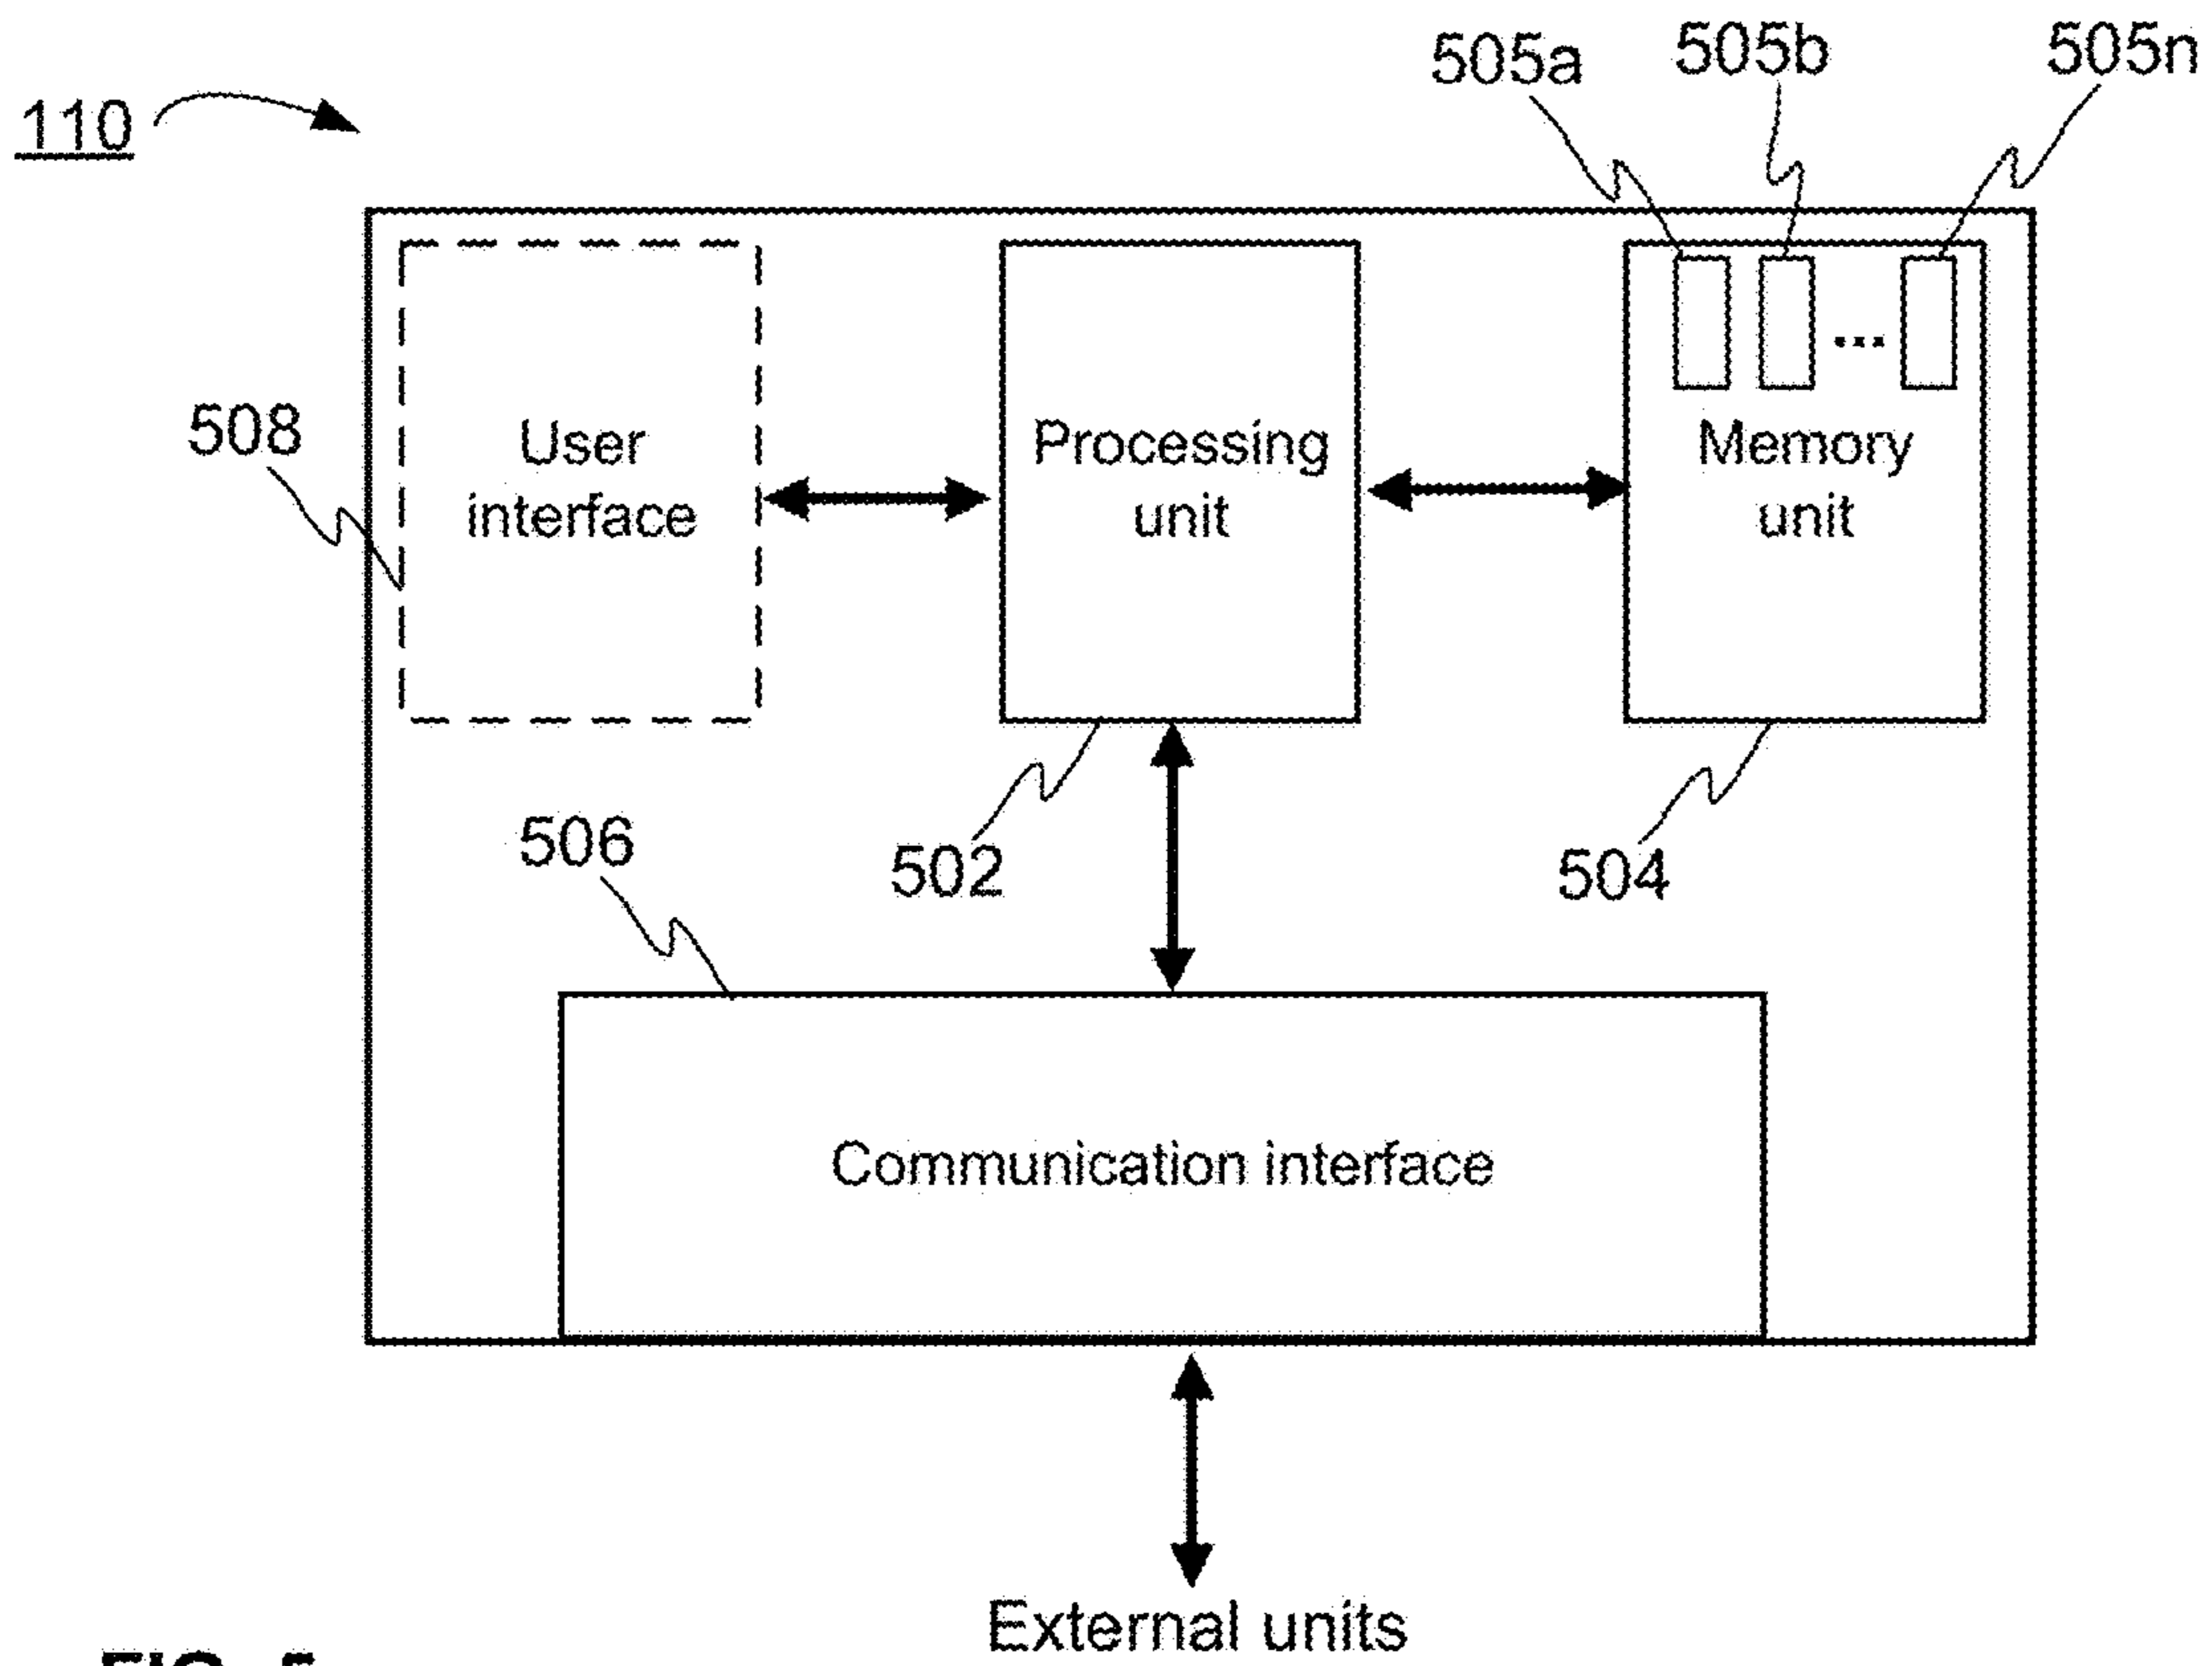 505a 505b 505n
110
508
User
interface
Processing
unit
...
Memory
unit
506
502
504
Communication interface
External units